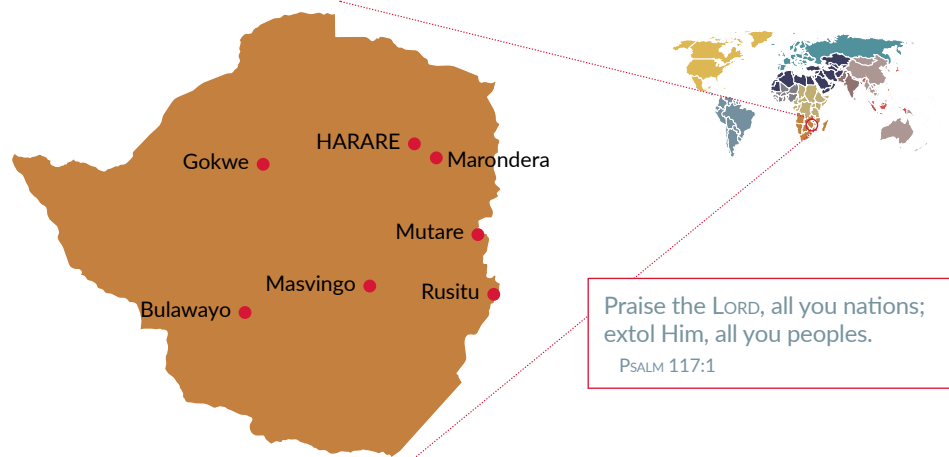 HARARE
Gokwe
Marondera
Mutare
Masvingo
Rusitu
Bulawayo
Praise the LORD, all you nations;
extol Him, all you peoples.
PSALM 117:1